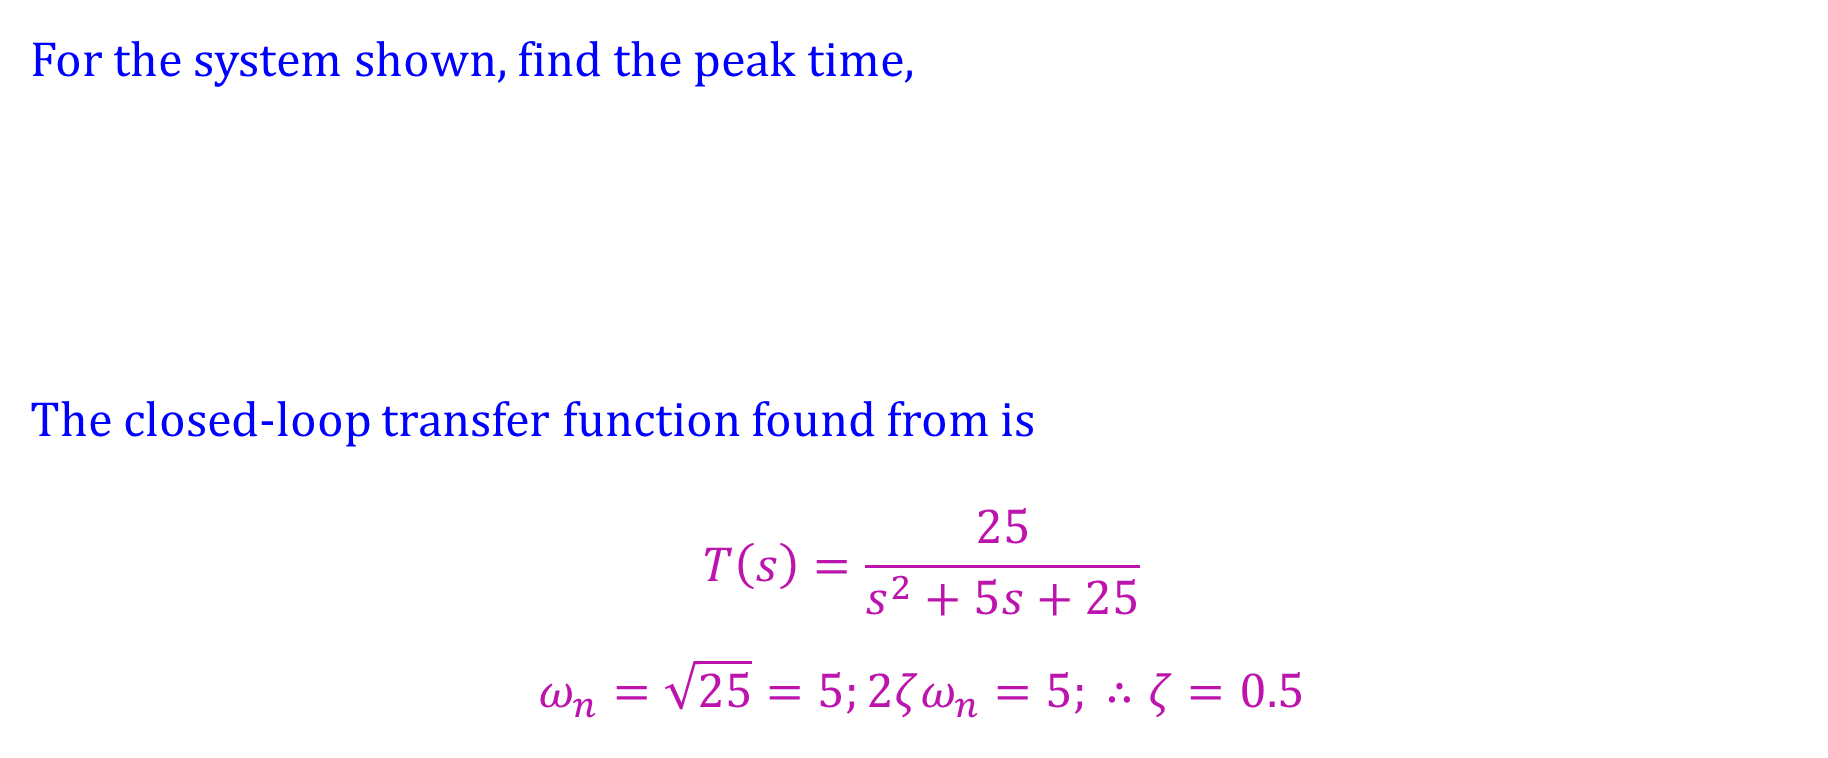 For the system shown, find the peak time,
The closed-loop transfer function found from is
T(s) = 25 / (s² + 5s + 25)
ωₙ = √25 = 5; 2ζωₙ = 5; ∴ ζ = 0.5